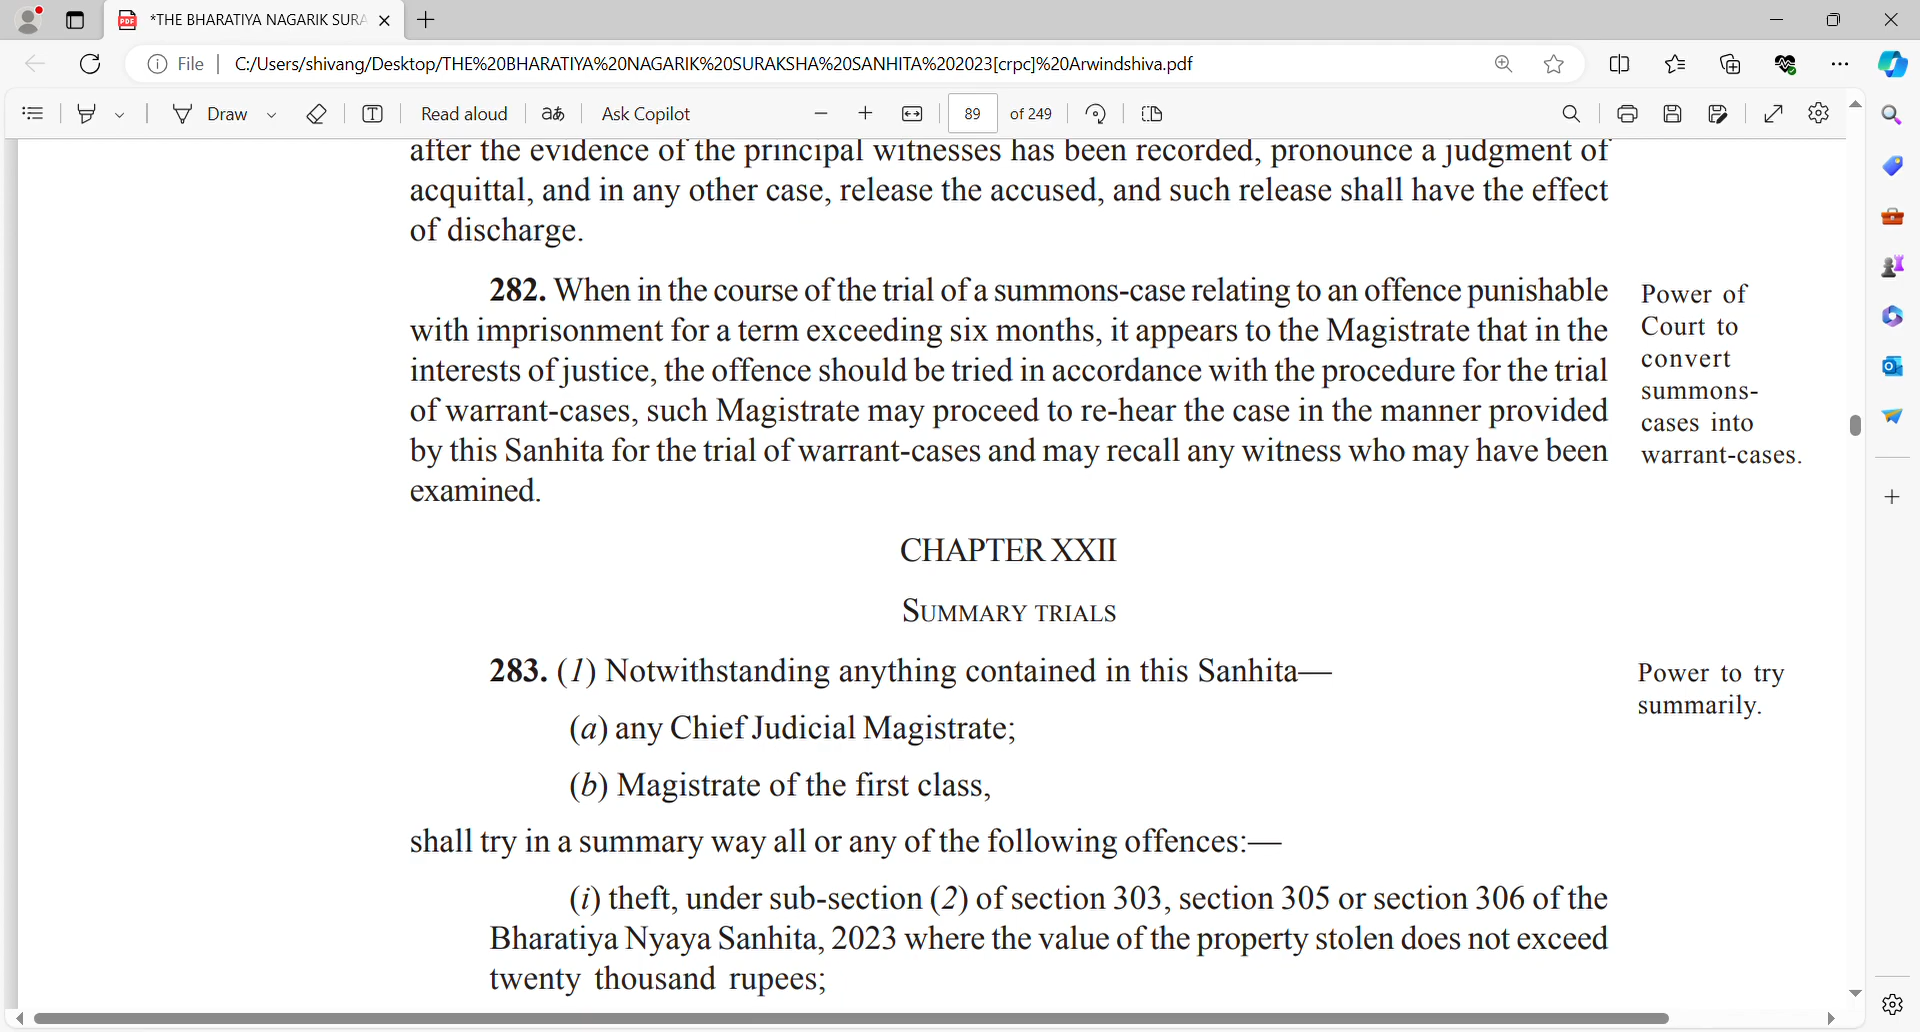 *THE BHARATIYA NAGARIK SURA
File
C:/Users/shivang/Desktop/THE%20BHARATIYA%20NAGARIK%20SURAKSHA%20SANHITA%202023[crpc]%20Arwindshiva.pdf
Draw
Read aloud
aあ
Ask Copilot
89 of 249
after the evidence of the principal witnesses has been recorded, pronounce a judgment of
acquittal, and in any other case, release the accused, and such release shall have the effect
of discharge.
282. When in the course of the trial of a summons-case relating to an offence punishable
with imprisonment for a term exceeding six months, it appears to the Magistrate that in the
interests of justice, the offence should be tried in accordance with the procedure for the trial
of warrant-cases, such Magistrate may proceed to re-hear the case in the manner provided
by this Sanhita for the trial of warrant-cases and may recall any witness who may have been
examined.
Power of
Court to
convert
summons-
cases into
warrant-cases.
CHAPTER XXII
SUMMARY TRIALS
283. (1) Notwithstanding anything contained in this Sanhita—
Power to try
summarily.
(a) any Chief Judicial Magistrate;
(b) Magistrate of the first class,
shall try in a summary way all or any of the following offences:—
(i) theft, under sub-section (2) of section 303, section 305 or section 306 of the
Bharatiya Nyaya Sanhita, 2023 where the value of the property stolen does not exceed
twenty thousand rupees;